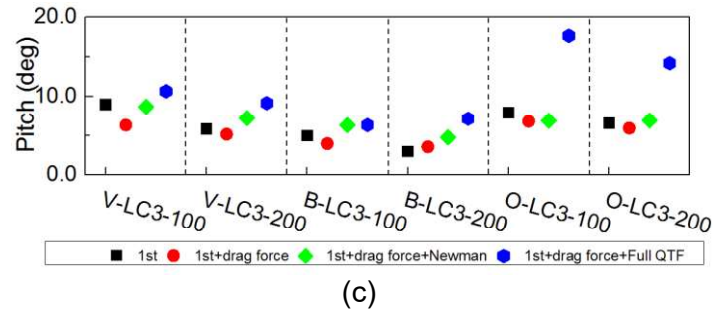 20.0
10.0
0.0
Pitch (deg)
V-LC3-100
V-LC3-200
B-LC3-100
B-LC3-200
O-LC3-100
O-LC3-200
1st 1st+drag force 1st+drag force+Newman 1st+drag force+Full QTF
(c)